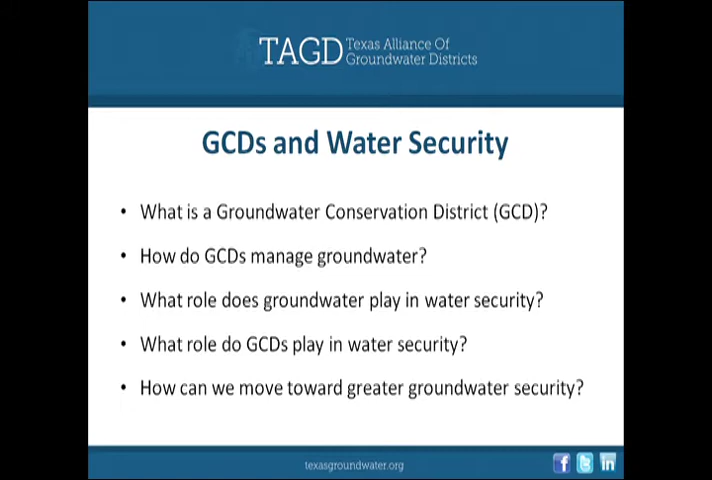 TAGD Texas Alliance Of
Groundwater Districts
GCDs and Water Security
• What is a Groundwater Conservation District (GCD)?
• How do GCDs manage groundwater?
• What role does groundwater play in water security?
• What role do GCDs play in water security?
• How can we move toward greater groundwater security?
texasgroundwater.org